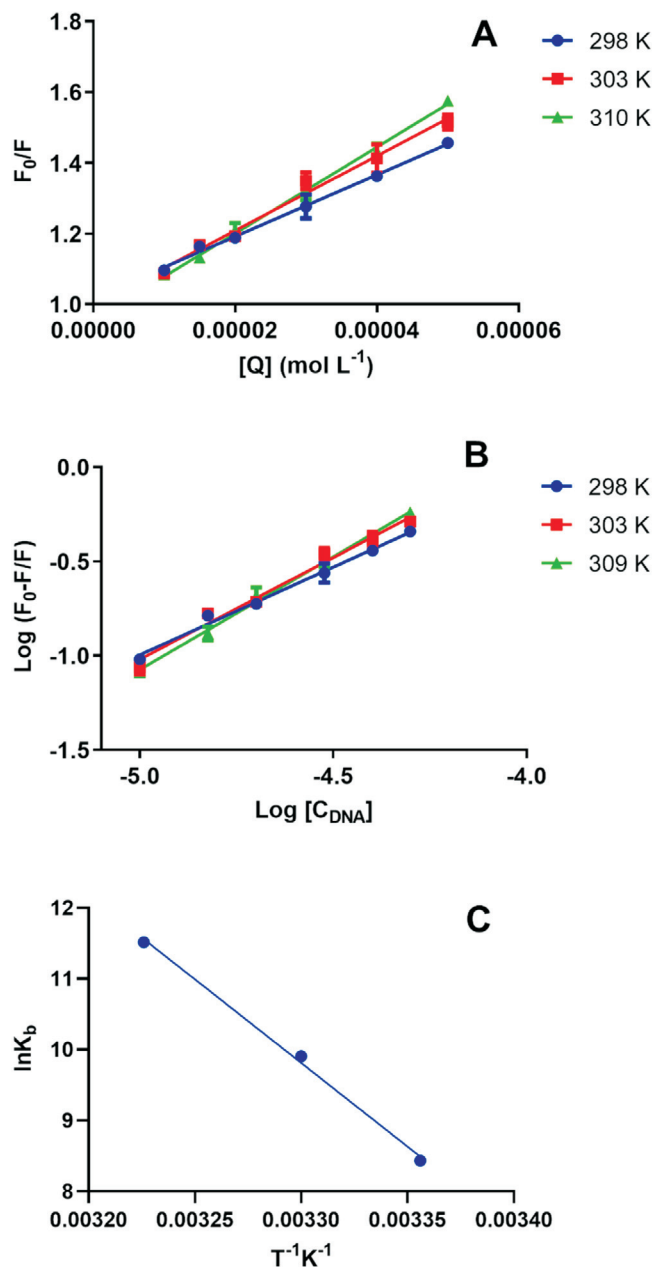 A
298 K
303 K
310 K
1.8
1.6
1.4
1.2
1.0
F₀/F
0.00000 0.00002 0.00004 0.00006
[Q] (mol L⁻¹)
B
298 K
303 K
309 K
0.0
-0.5
-1.0
-1.5
Log (F₀-F/F)
-5.0 -4.5 -4.0
Log [C_DNA]
C
12
11
10
9
8
lnK_b
0.00320 0.00325 0.00330 0.00335 0.00340
T⁻¹K⁻¹